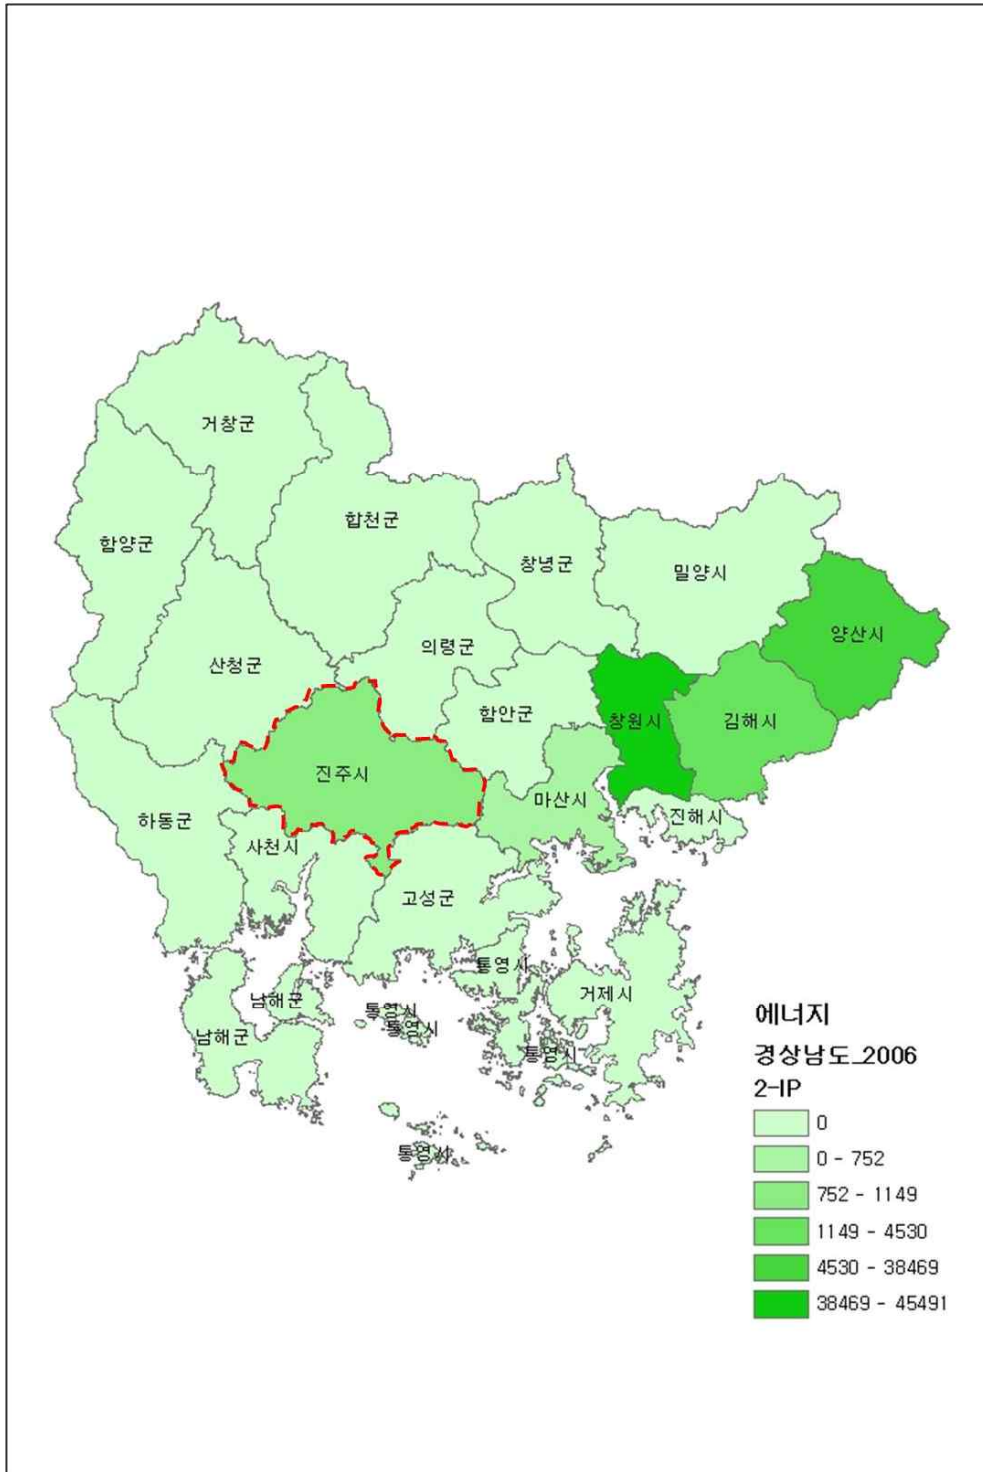 거창군
합천군
함양군
창녕군
밀양시
양산시
의령군
산청군
함안군
창원시
김해시
진주시
마산시
진해시
하동군
사천시
고성군
통영시
거제시
남해군
통영시
통영시
남해군
통영시
통영시
에너지
경상남도_2006
2-IP
0
0 - 752
752 - 1149
1149 - 4530
4530 - 38469
38469 - 45491